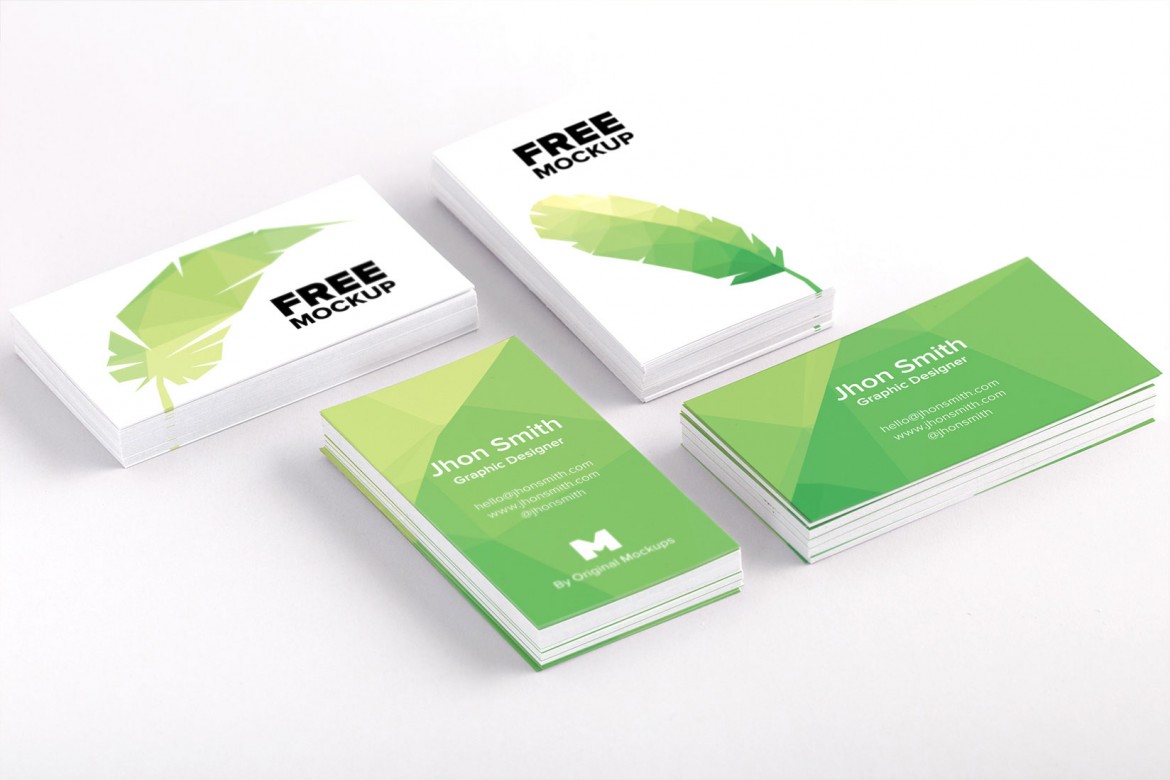 FREE
MOCKUP
FREE
MOCKUP
Jhon Smith
Graphic Designer
hello@jhonsmith.com
www.jhonsmith.com
@jhonsmith
Jhon Smith
Graphic Designer
hello@jhonsmith.com
www.jhonsmith.com
@jhonsmith
M
By Original Mockups